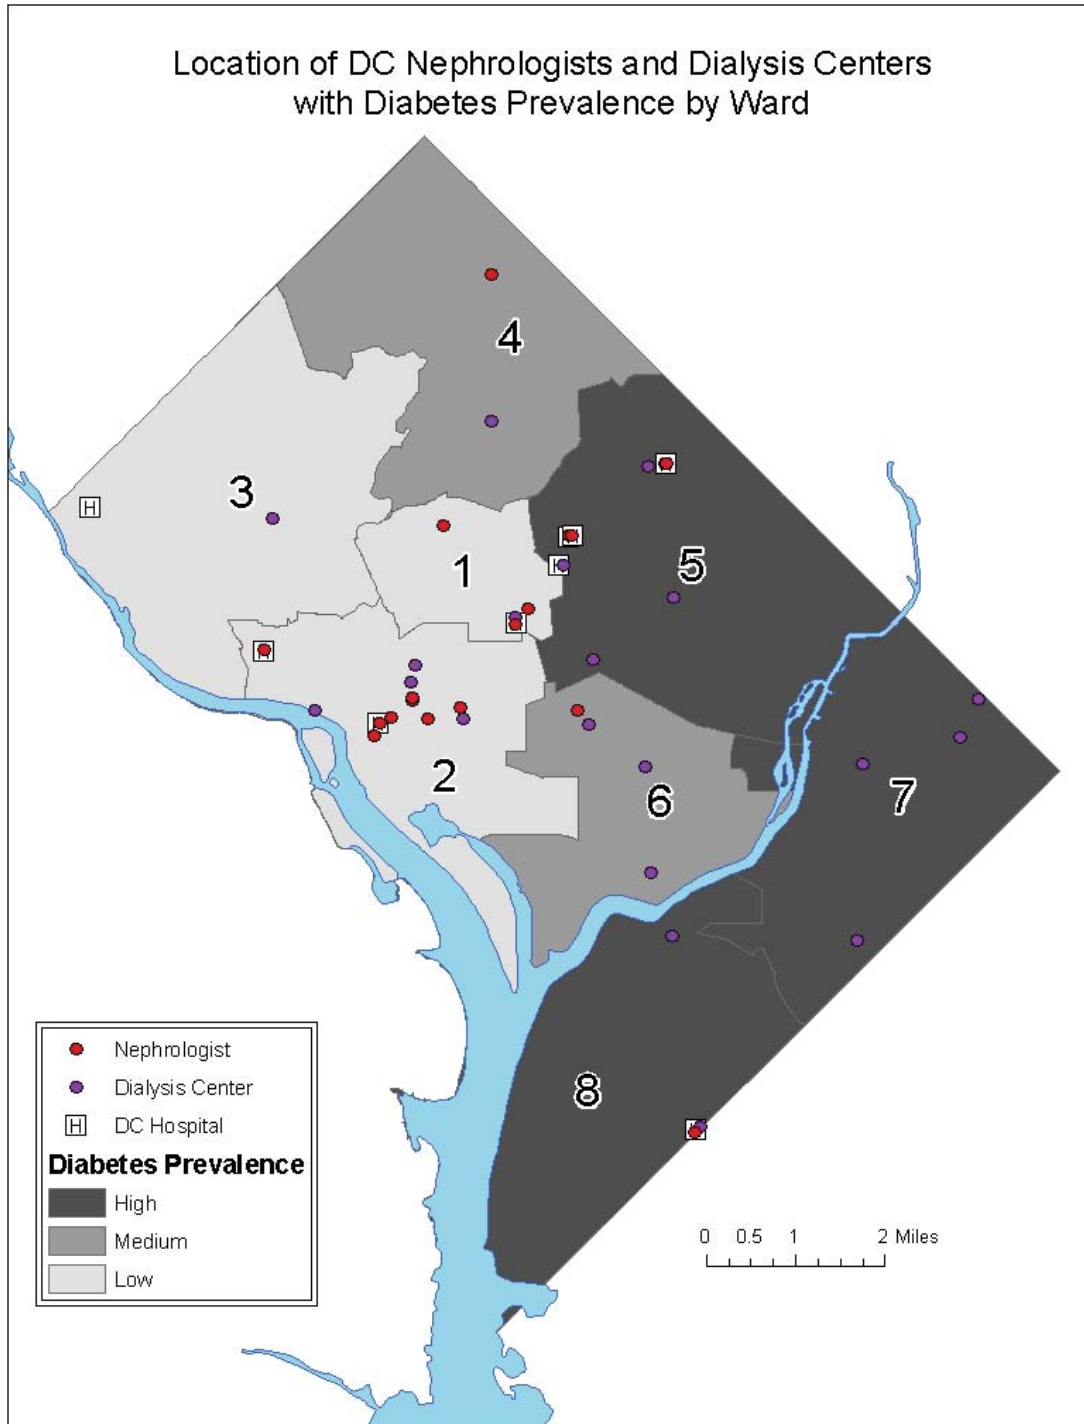 Location of DC Nephrologists and Dialysis Centers
with Diabetes Prevalence by Ward
4
3
H
1
5
H
H
2
6
7
8
Nephrologist
Dialysis Center
H DC Hospital
Diabetes Prevalence
High
Medium
Low
0 0.5 1 2 Miles